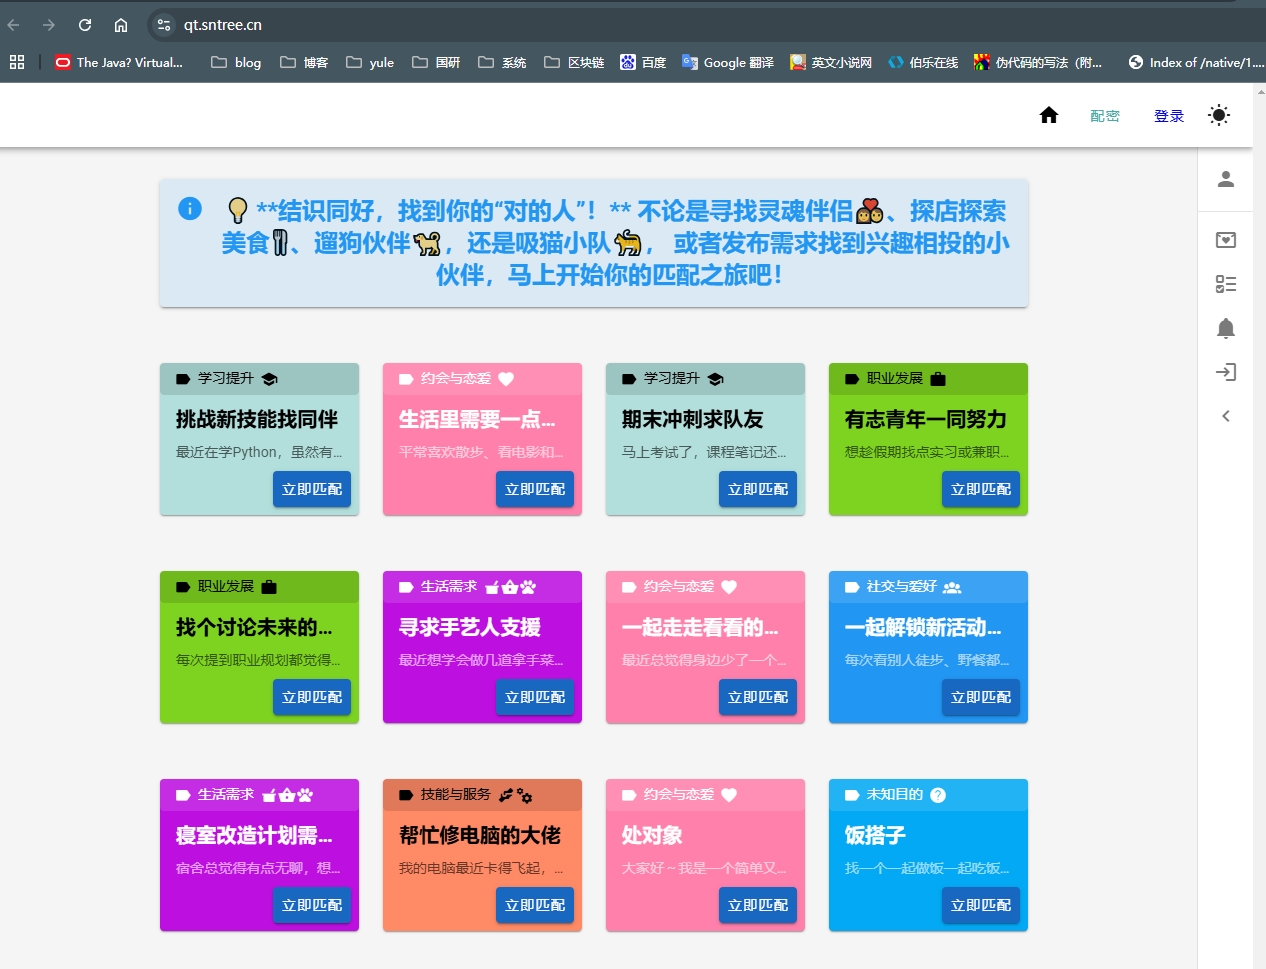 qt.sntree.cn
The Java? Virtual... blog 博客 yule 国研 系统 区块链 百度 Google 翻译 英文小说网 伯乐在线 伪代码的写法（附... Index of /native/1....
配密 登录
💡**结识同好，找到你的“对的人”！** 不论是寻找灵魂伴侣💑、探店探索
美食🍴、遛狗伙伴🐕，还是吸猫小队🐈， 或者发布需求找到兴趣相投的小
伙伴，马上开始你的匹配之旅吧！
学习提升
挑战新技能找同伴
最近在学Python，虽然有...
立即匹配
约会与恋爱
生活里需要一点...
平常喜欢散步、看电影和...
立即匹配
学习提升
期末冲刺求队友
马上考试了，课程笔记还...
立即匹配
职业发展
有志青年一同努力
想趁假期找点实习或兼职...
立即匹配
职业发展
找个讨论未来的...
每次提到职业规划都觉得...
立即匹配
生活需求
寻求手艺人支援
最近想学会做几道拿手菜...
立即匹配
约会与恋爱
一起走走看看的...
最近总觉得身边少了一个...
立即匹配
社交与爱好
一起解锁新活动...
每次看别人徒步、野餐都...
立即匹配
生活需求
寝室改造计划需...
宿舍总觉得有点无聊，想...
立即匹配
技能与服务
帮忙修电脑的大佬
我的电脑最近卡得飞起，...
立即匹配
约会与恋爱
处对象
大家好～我是一个简单又...
立即匹配
未知目的
饭搭子
找一个一起做饭一起吃饭...
立即匹配